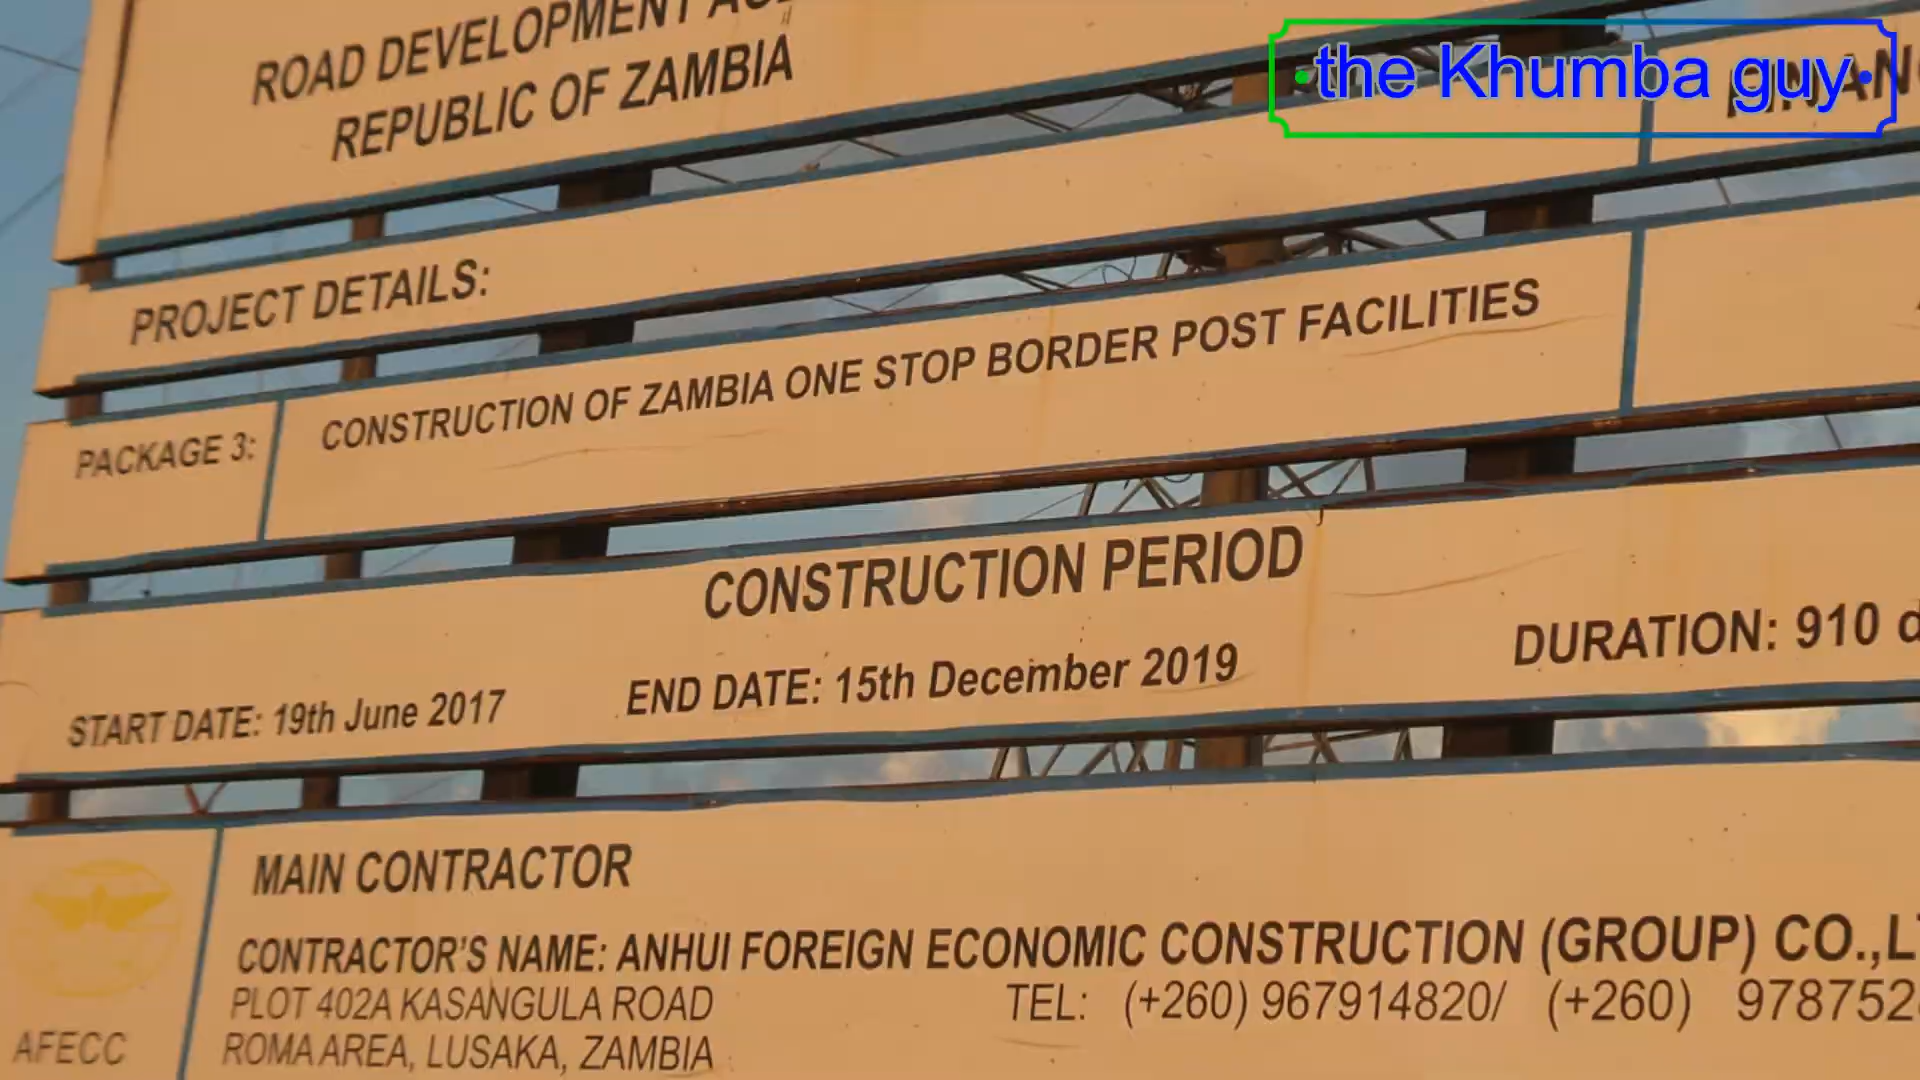 ROAD DEVELOPMENT
REPUBLIC OF ZAMBIA
the Khumba guy
PROJECT DETAILS:
PACKAGE 3:
CONSTRUCTION OF ZAMBIA ONE STOP BORDER POST FACILITIES
CONSTRUCTION PERIOD
START DATE: 19th June 2017
END DATE: 15th December 2019
DURATION: 910
MAIN CONTRACTOR
CONTRACTOR'S NAME: ANHUI FOREIGN ECONOMIC CONSTRUCTION (GROUP) CO.,
PLOT 402A KASANGULA ROAD
TEL: (+260) 967914820/ (+260) 978752
ROMA AREA, LUSAKA, ZAMBIA
AFECC